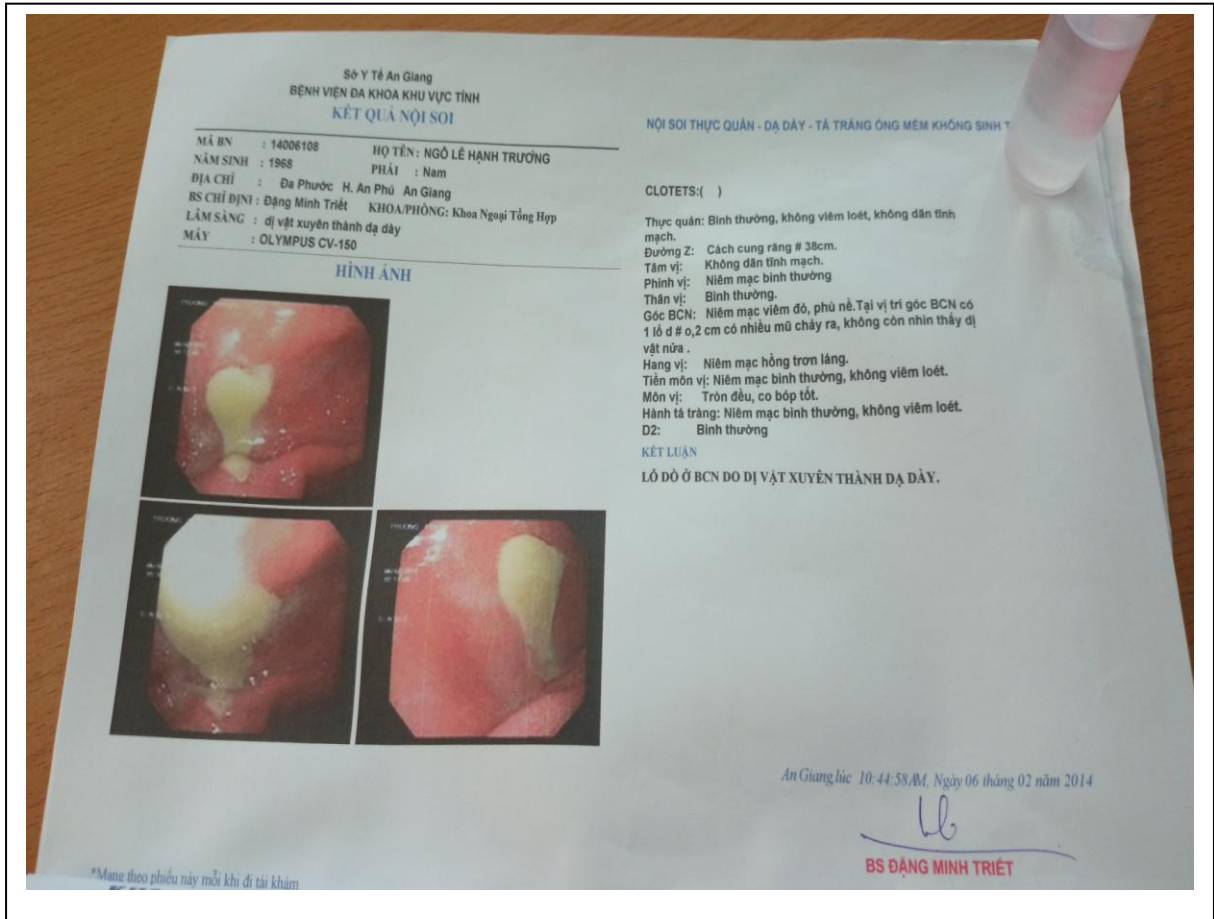 Sở Y Tế An Giang
BỆNH VIỆN ĐA KHOA KHU VỰC TỈNH
KẾT QUẢ NỘI SOI
MÃ BN : 14006108 HỌ TÊN : NGÔ LÊ HẠNH TRƯỜNG
NĂM SINH : 1968 PHÁI : Nam
ĐỊA CHỈ : Đa Phước H. An Phú An Giang
BS CHỈ ĐỊNH : Đặng Minh Triết KHOA/PHÒNG: Khoa Ngoại Tổng Hợp
LÂM SÀNG : dị vật xuyên thành dạ dày
MÁY : OLYMPUS CV-150
HÌNH ẢNH
*Mang theo phiếu này mỗi khi đi tái khám
NỘI SOI THỰC QUẢN - DẠ DÀY - TÁ TRÀNG ỐNG MỀM KHÔNG SINH
CLOTETS:( )
Thực quản: Bình thường, không viêm loét, không dãn tĩnh
mạch.
Đường Z: Cách cung răng # 38cm.
Tâm vị: Không dãn tĩnh mạch.
Phình vị: Niêm mạc bình thường
Thân vị: Bình thường.
Góc BCN: Niêm mạc viêm đỏ, phù nề.Tại vị trí góc BCN có
1 lỗ d # o,2 cm có nhiều mũ chảy ra, không còn nhìn thấy dị
vật nữa .
Hang vị: Niêm mạc hồng trơn láng.
Tiền môn vị: Niêm mạc bình thường, không viêm loét.
Môn vị: Tròn đều, co bóp tốt.
Hành tá tràng: Niêm mạc bình thường, không viêm loét.
D2: Bình thường
KẾT LUẬN
LỖ DÒ Ở BCN DO DỊ VẬT XUYÊN THÀNH DẠ DÀY.
An Giang,lúc 10:44:58AM, Ngày 06 tháng 02 năm 2014
BS ĐẶNG MINH TRIẾT